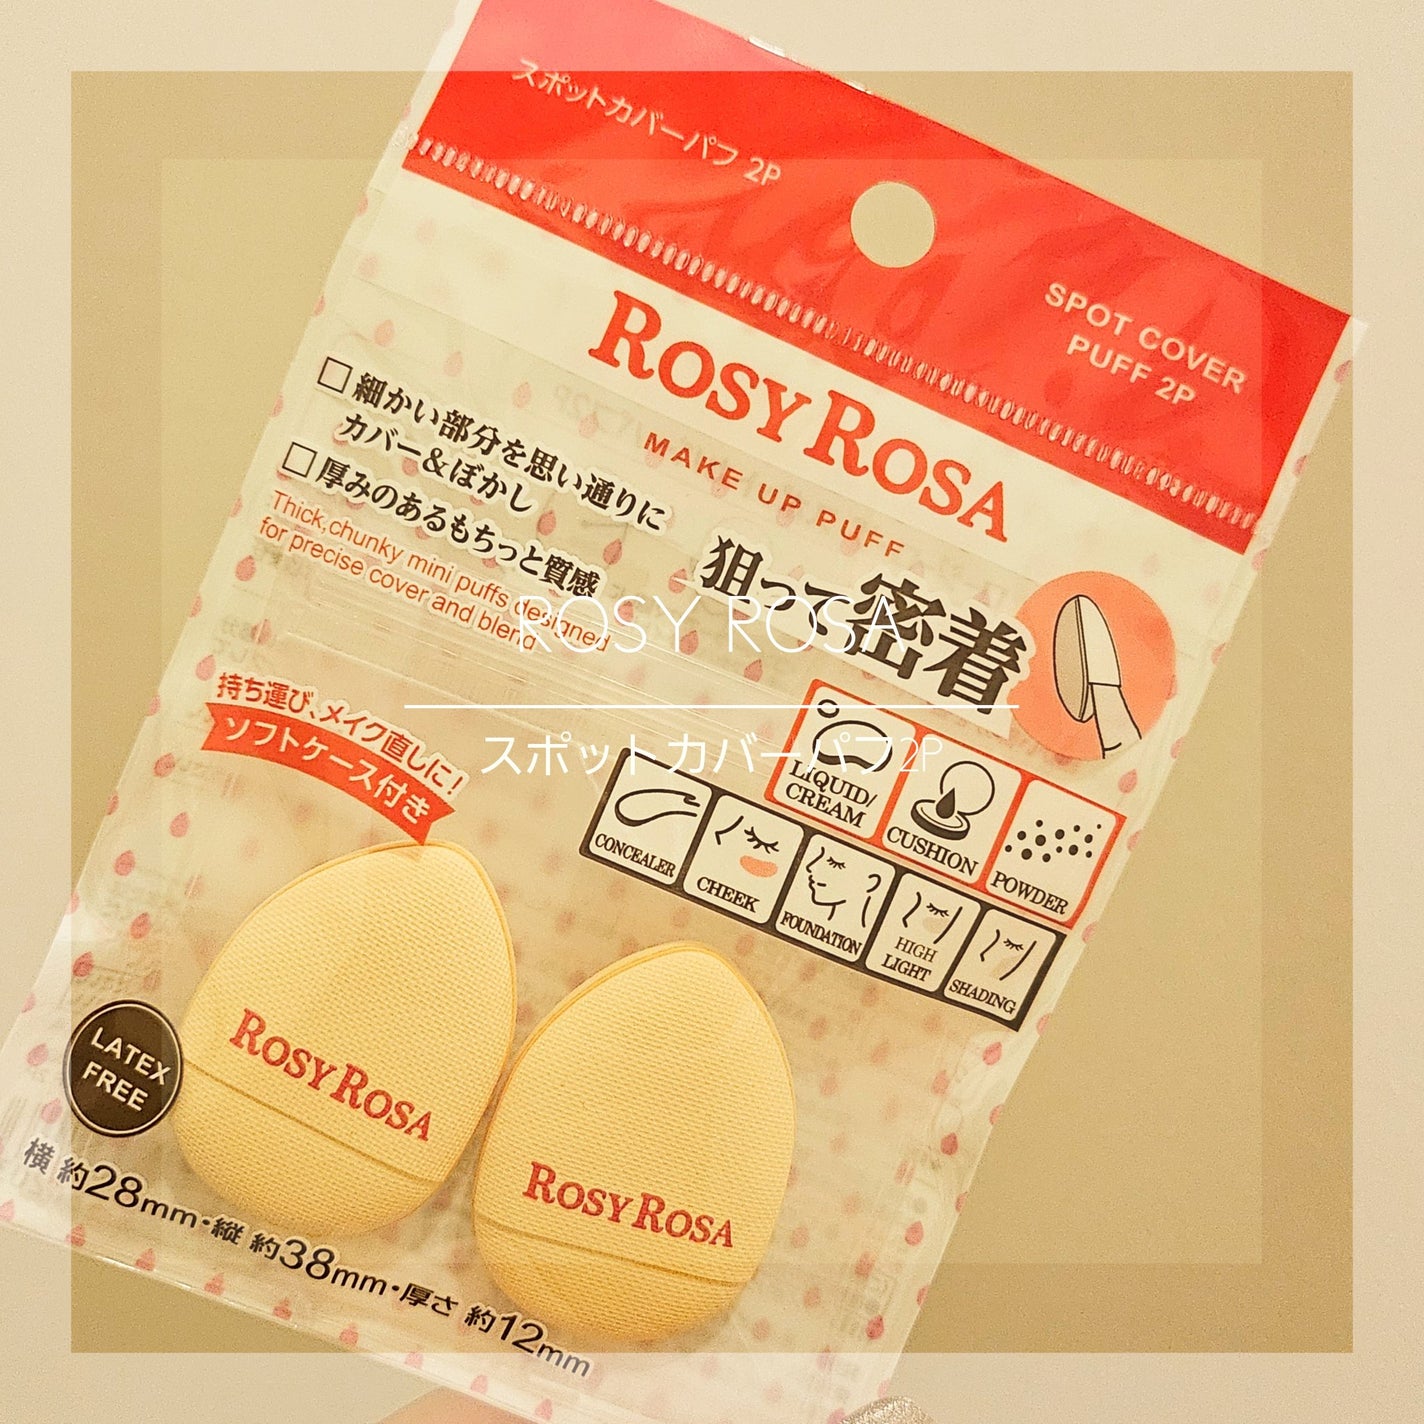 スポットカバーパフ 2P
SPOT COVER
PUFF 2P
ROSY ROSA
MAKE UP PUFF
□ 細かい部分を思い通りに
カバー&ぼかし
□ 厚みのあるもちっと質感
Thick, chunky mini puffs designed
for precise cover and blend
狙って密着
ROSY ROSA
スポットカバーパフ2P
持ち運び、メイク直しに!
ソフトケース付き
LIQUID/
CREAM
CUSHION
POWDER
CONCEALER
CHEEK
FOUNDATION
HIGH
LIGHT
SHADING
ROSY ROSA
ROSY ROSA
LATEX
FREE
横 約28mm・縦 約38mm・厚さ 約12mm